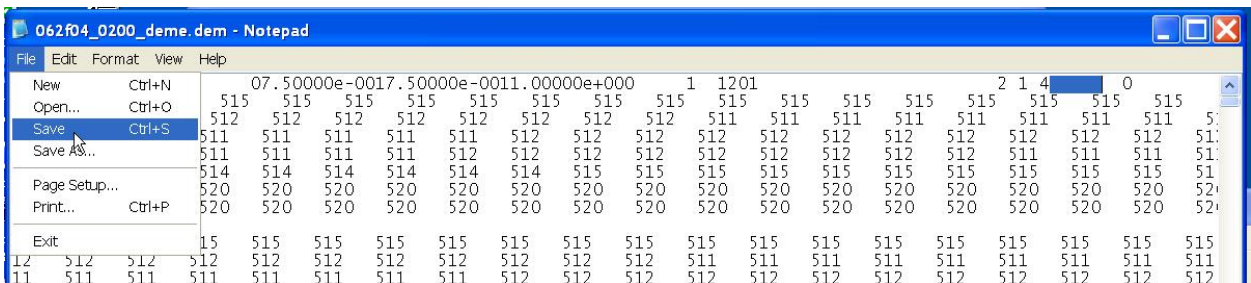 062f04_0200_deme.dem - Notepad
File Edit Format View Help
New Ctrl+N
Open... Ctrl+O
Save Ctrl+S
Save As...
Page Setup...
Print... Ctrl+P
Exit
07.50000e-0017.50000e-0011.00000e+000 1 1201 2 1 4 0
515 515 515 515 515 515 515 515 515 515 515 515 515 515 515 515
512 512 512 512 512 512 512 511 511 511 511 511 511 511 511 511
511 511 511 511 512 512 512 512 512 512 512 512 512 512 512 512
511 511 511 511 512 512 512 512 512 512 512 512 511 511 511 511
514 514 514 514 514 514 515 515 515 515 515 515 515 515 515 515
520 520 520 520 520 520 520 520 520 520 520 520 520 520 520 520
520 520 520 520 520 520 520 520 520 520 520 520 520 520 520 520
15 515 515 515 515 515 515 515 515 515 515 515 515 515 515 515 515
12 512 512 512 512 512 512 512 512 512 512 511 511 511 511 511 511 511 511 511
11 511 511 511 511 511 511 511 512 512 512 512 512 512 512 512 512 512 512 512